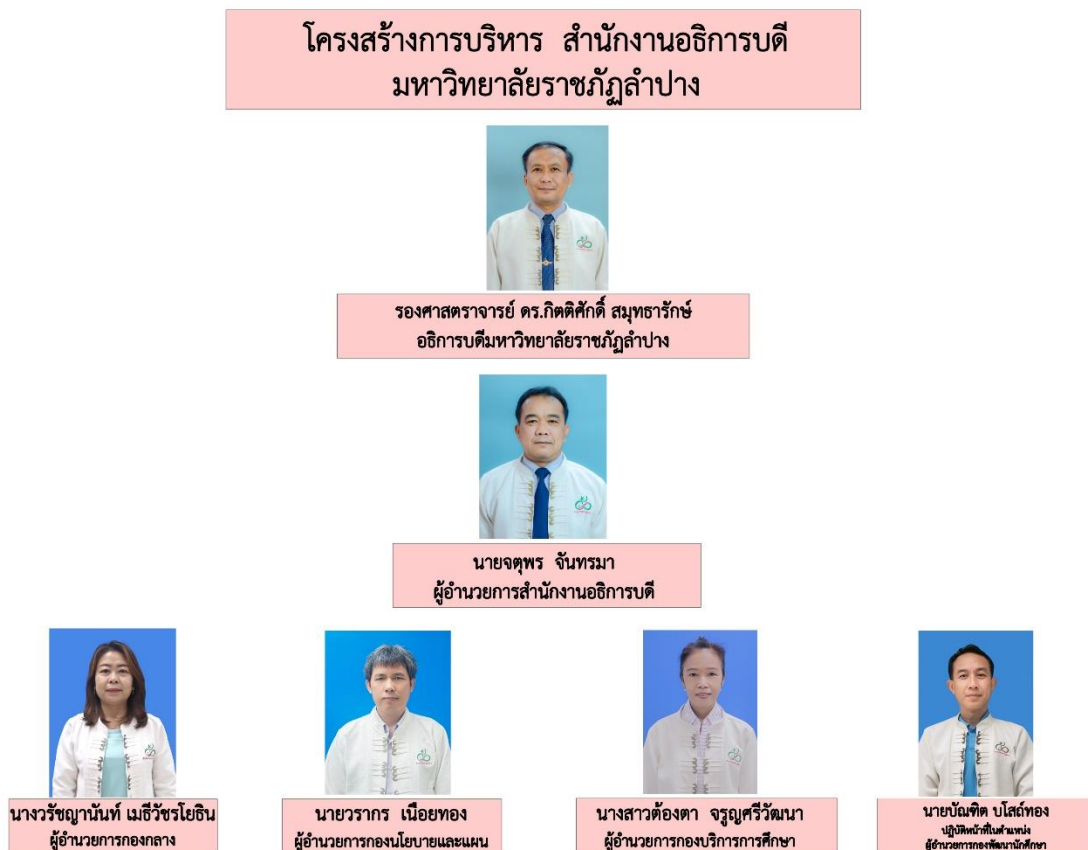 โครงสร้างการบริหาร สำนักงานอธิการบดี
มหาวิทยาลัยราชภัฏลำปาง
รองศาสตราจารย์ ดร.กิตติศักดิ์ สมุทธารักษ์
อธิการบดีมหาวิทยาลัยราชภัฏลำปาง
นายจตุพร จันทรมา
ผู้อำนวยการสำนักงานอธิการบดี
นางวรัชญานันท์ เมธีวัชรโยธิน
ผู้อำนวยการกองกลาง
นายวรากร เนือยทอง
ผู้อำนวยการกองนโยบายและแผน
นางสาวต้องตา จรูญศรีวัฒนา
ผู้อำนวยการกองบริการการศึกษา
นายบัณฑิต บโสถ์ทอง
ปฏิบัติหน้าที่ในตำแหน่ง
ผู้อำนวยการกองพัฒนานักศึกษา